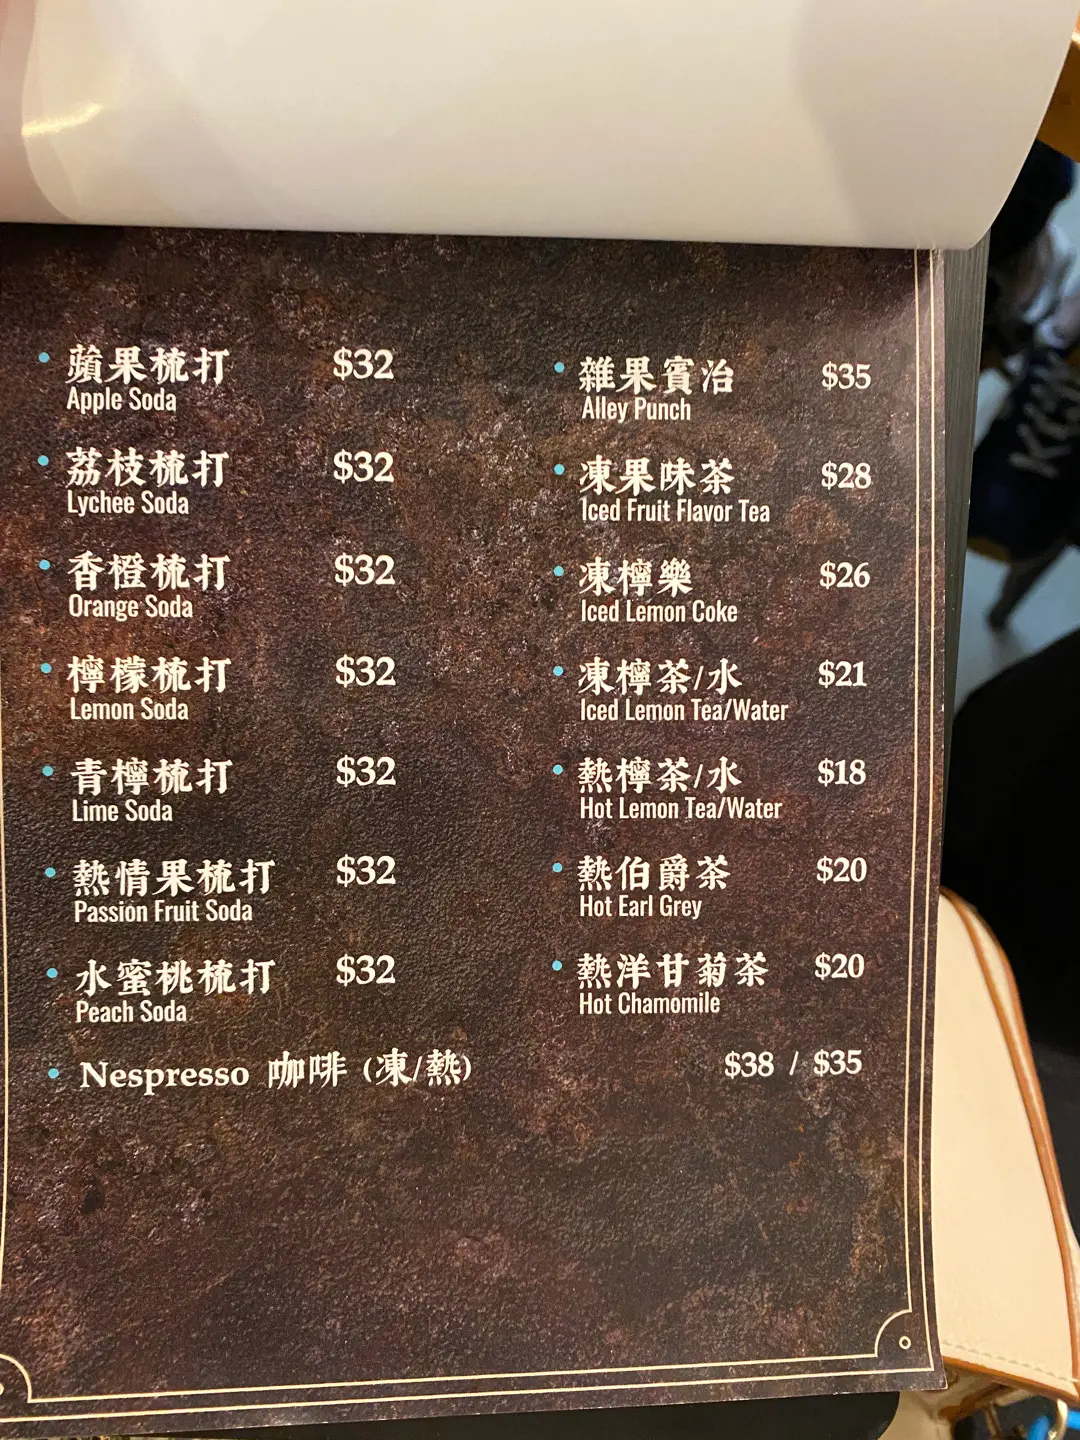 蘋果梳打 $32
Apple Soda
荔枝梳打 $32
Lychee Soda
香橙梳打 $32
Orange Soda
檸檬梳打 $32
Lemon Soda
青檸梳打 $32
Lime Soda
熱情果梳打 $32
Passion Fruit Soda
水蜜桃梳打 $32
Peach Soda
雜果賓治 $35
Alley Punch
凍果味茶 $28
Iced Fruit Flavor Tea
凍檸樂 $26
Iced Lemon Coke
凍檸茶/水 $21
Iced Lemon Tea/Water
熱檸茶/水 $18
Hot Lemon Tea/Water
熱伯爵茶 $20
Hot Earl Grey
熱洋甘菊茶 $20
Hot Chamomile
Nespresso 咖啡 (凍/熱) $38 / $35